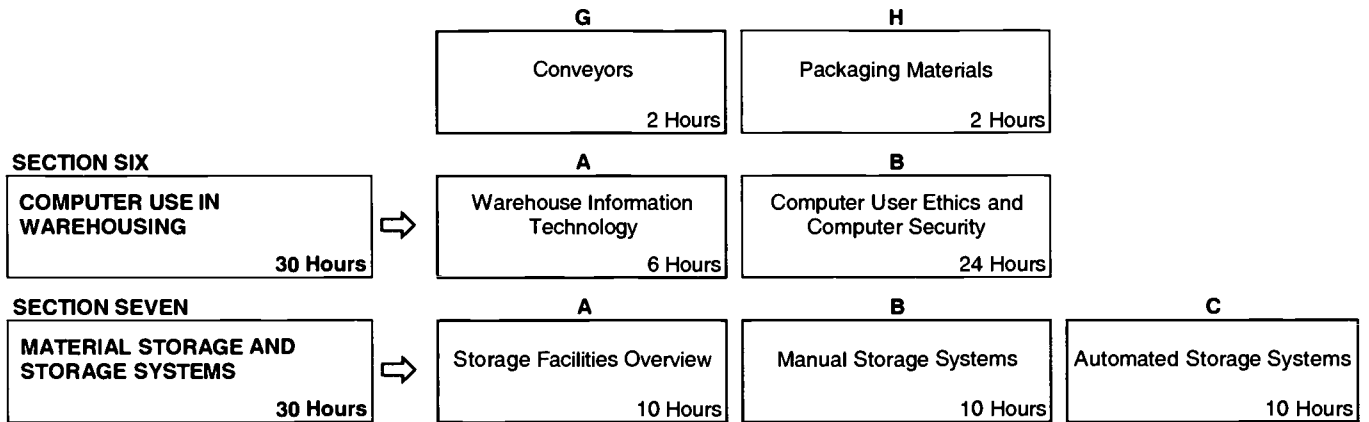 G
H
Conveyors
Packaging Materials
2 Hours
2 Hours
SECTION SIX
A
B
COMPUTER USE IN
WAREHOUSING
30 Hours
Warehouse Information
Technology
6 Hours
Computer User Ethics and
Computer Security
24 Hours
SECTION SEVEN
A
B
C
MATERIAL STORAGE AND
STORAGE SYSTEMS
30 Hours
Storage Facilities Overview
10 Hours
Manual Storage Systems
10 Hours
Automated Storage Systems
10 Hours